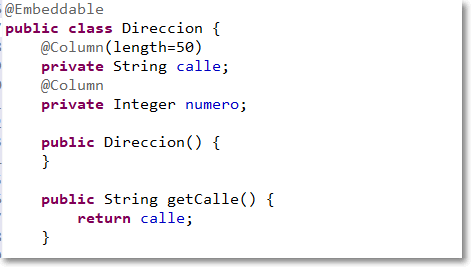 @Embeddable
public class Direccion {
@Column(length=50)
private String calle;
@Column
private Integer numero;
public Direccion() {
}
public String getCalle() {
return calle;
}